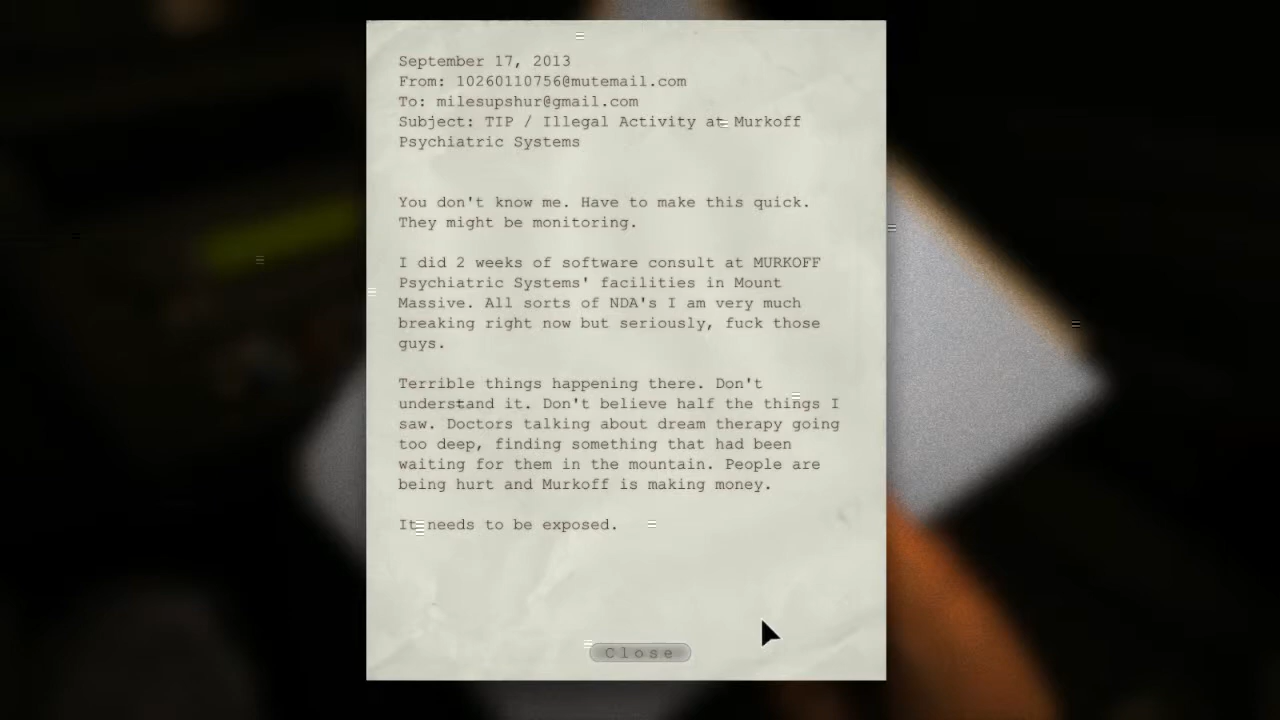 September 17, 2013
From: 10260110756@mutemail.com
To: milesupshur@gmail.com
Subject: TIP / Illegal Activity at Murkoff
Psychiatric Systems
You don't know me. Have to make this quick.
They might be monitoring.
I did 2 weeks of software consult at MURKOFF
Psychiatric Systems' facilities in Mount
Massive. All sorts of NDA's I am very much
breaking right now but seriously, fuck those
guys.
Terrible things happening there. Don't
understand it. Don't believe half the things I
saw. Doctors talking about dream therapy going
too deep, finding something that had been
waiting for them in the mountain. People are
being hurt and Murkoff is making money.
It needs to be exposed.
Close